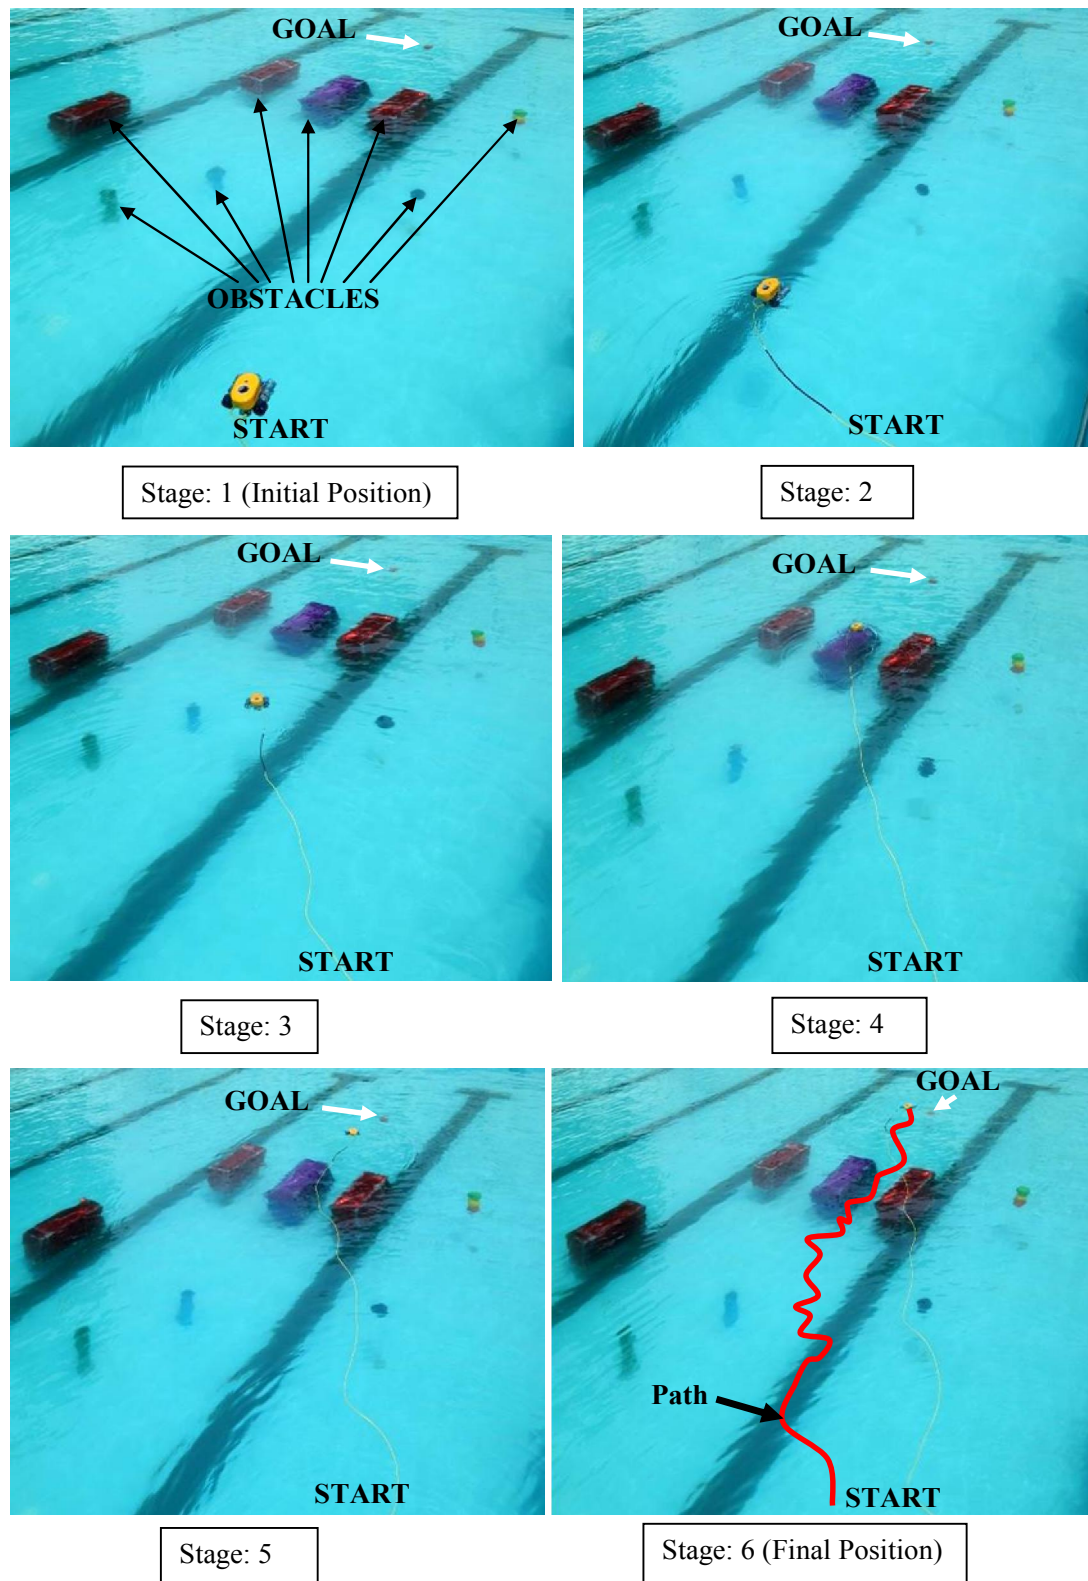 GOAL
OBSTACLES
START
Stage: 1 (Initial Position)
GOAL
START
Stage: 2
GOAL
START
Stage: 3
GOAL
START
Stage: 4
GOAL
START
Stage: 5
GOAL
Path
START
Stage: 6 (Final Position)